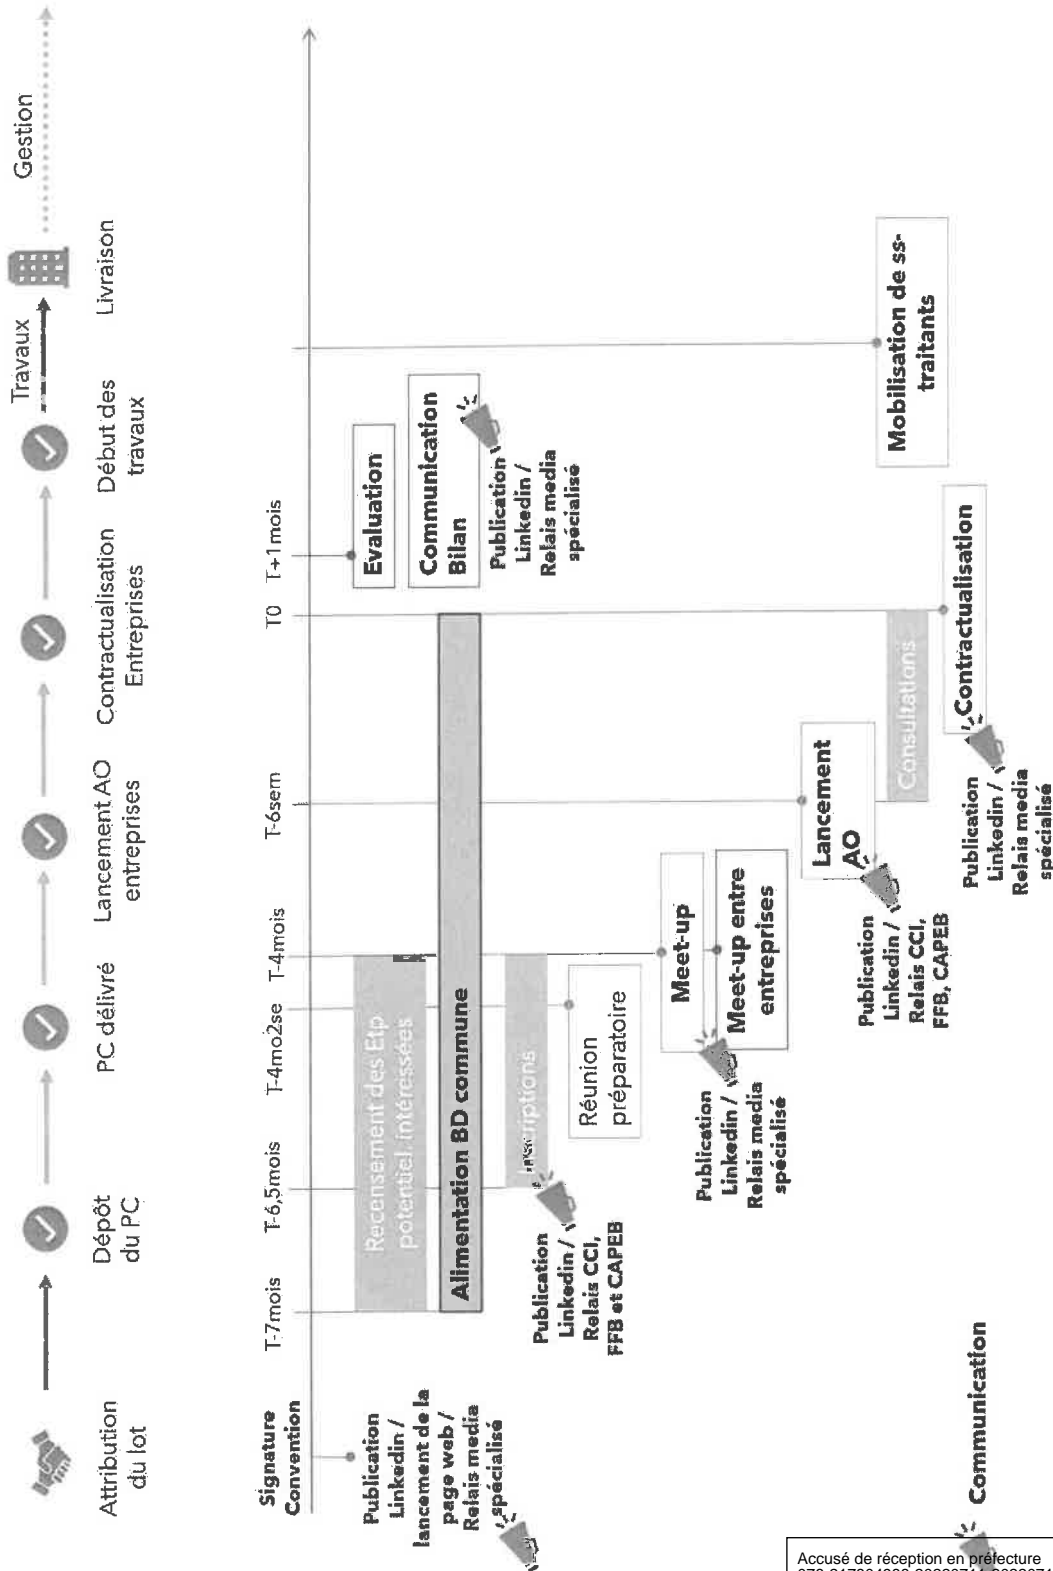 Attribution
du lot
Dépôt
du PC
PC délivré
Lancement AO
entreprises
Contractualisation
Entreprises
Début des
travaux
Travaux
Livraison
Gestion
Signature
Convention
T-7mois
T-6,5mois
T-4mo2se
T-4mois
T-6sem
T0
T+1mois
Publication
Linkedin /
lancement de la
page web /
Relais media
spécialisé
Recensement des Etp
potentiel. intéressées
Alimentation BD commune
Publication
Linkedin /
Relais CCI,
FFB et CAPEB
Réunion
préparatoire
Meet-up
Meet-up entre
entreprises
Publication
Linkedin /
Relais media
spécialisé
Lancement
AO
Publication
Linkedin /
Relais CCI,
FFB, CAPEB
Consultations
Contractualisation
Publication
Linkedin /
Relais media
spécialisé
Evaluation
Communication
Bilan
Publication
Linkedin /
Relais media
spécialisé
Mobilisation de ss-
traitants
Communication
Accusé de réception en préfecture